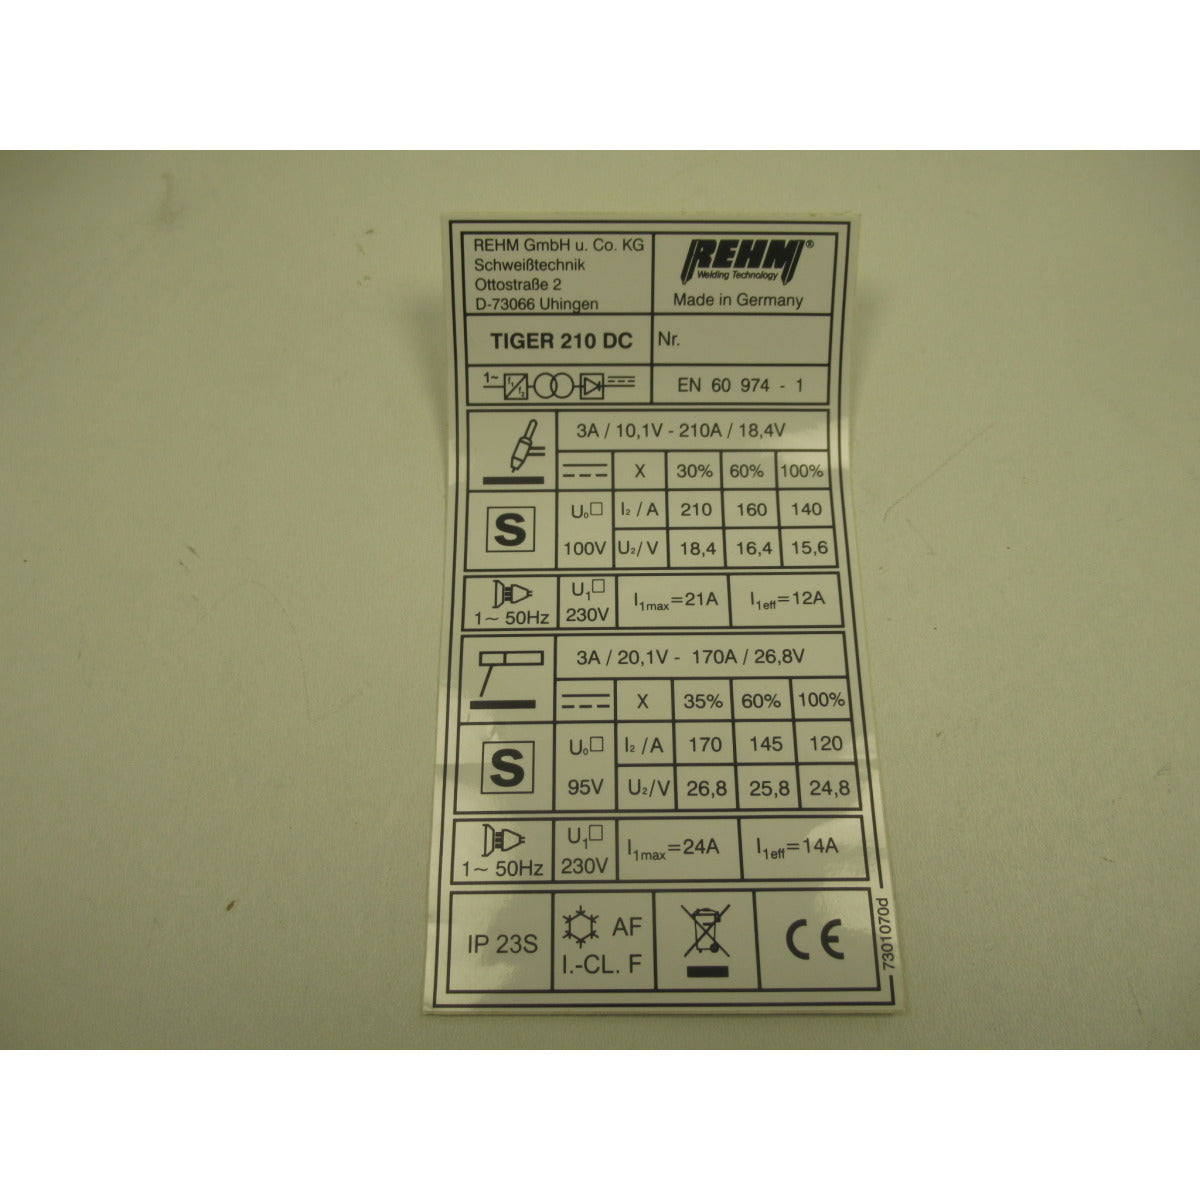 REHM GmbH u. Co. KG
Schweißtechnik
Ottostraße 2
D-73066 Uhingen
REHM®
Welding Technology
Made in Germany
TIGER 210 DC
Nr.
1~ f₁ f₂
EN 60 974 - 1
3A / 10,1V - 210A / 18,4V
X 30% 60% 100%
S
U₀
100V
I₂ / A 210 160 140
U₂/ V 18,4 16,4 15,6
1~ 50Hz
U₁
230V
I1max=21A
I1eff=12A
3A / 20,1V - 170A / 26,8V
X 35% 60% 100%
S
U₀
95V
I₂ /A 170 145 120
U₂/V 26,8 25,8 24,8
1~ 50Hz
U₁
230V
I1max=24A
I1eff=14A
IP 23S
AF
I.-CL. F
CE
7301070d